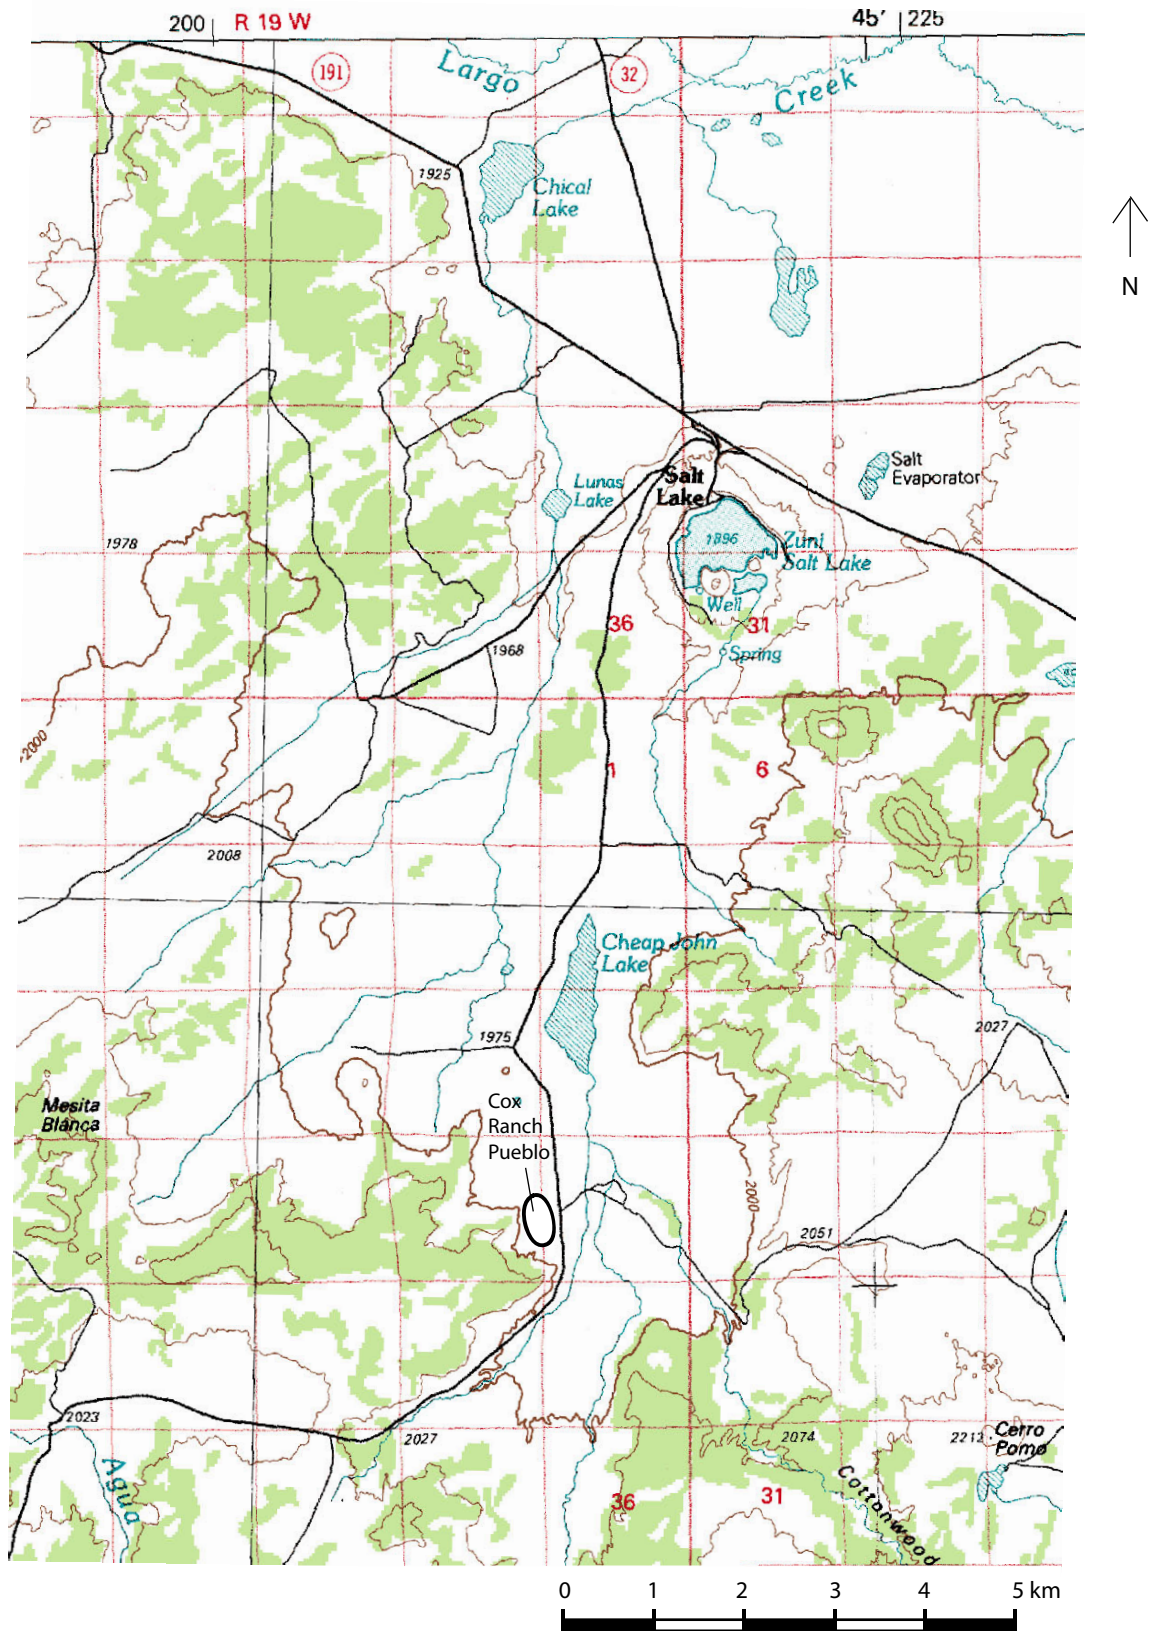 200 R 19 W 45' 225
191
Largo
32
Creek
1925
Chical
Lake
N
Salt
Evaporator
Salt
Lake
Lunas
Lake
1978
1896
Zuni
Salt Lake
Well
36
31
Spring
1968
2000
1
6
2008
Cheap John
Lake
1975
2027
Mesita
Blanca
Cox
Ranch
Pueblo
2000
2051
2023
2027
2074
2213
Cerro
Pomo
Agua
Cottonwood
36
31
0 1 2 3 4 5 km